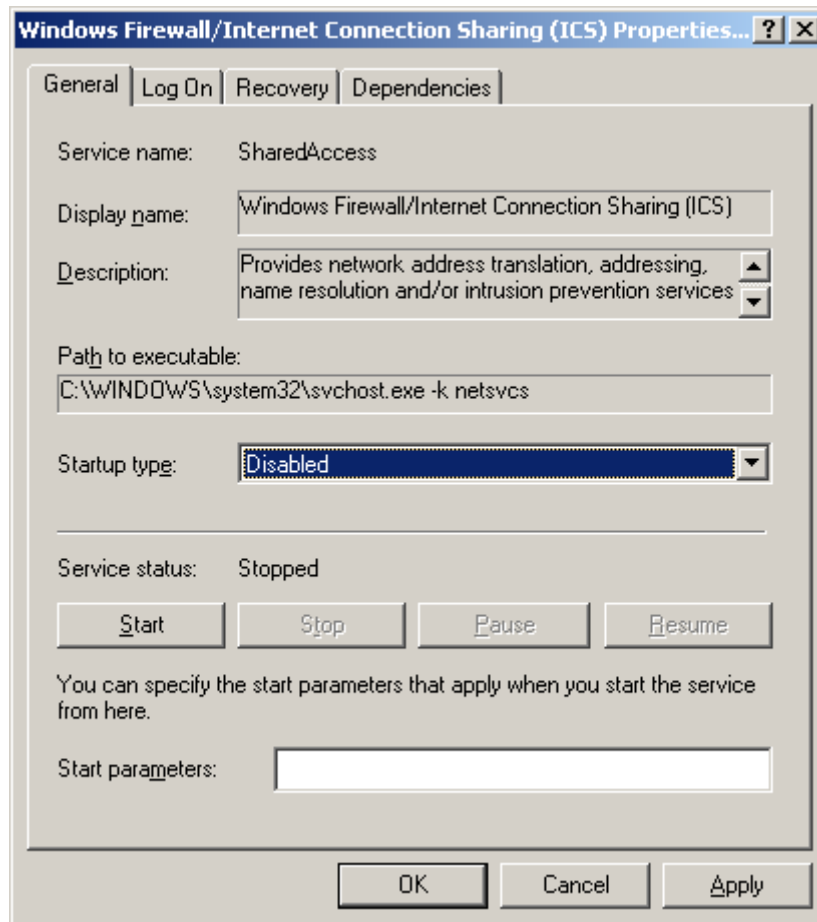 Windows Firewall/Internet Connection Sharing (ICS) Properties...
General Log On Recovery Dependencies
Service name: SharedAccess
Display name: Windows Firewall/Internet Connection Sharing (ICS)
Description: Provides network address translation, addressing,
name resolution and/or intrusion prevention services
Path to executable:
C:\WINDOWS\system32\svchost.exe -k netsvcs
Startup type: Disabled
Service status: Stopped
Start Stop Pause Resume
You can specify the start parameters that apply when you start the service
from here.
Start parameters:
OK Cancel Apply